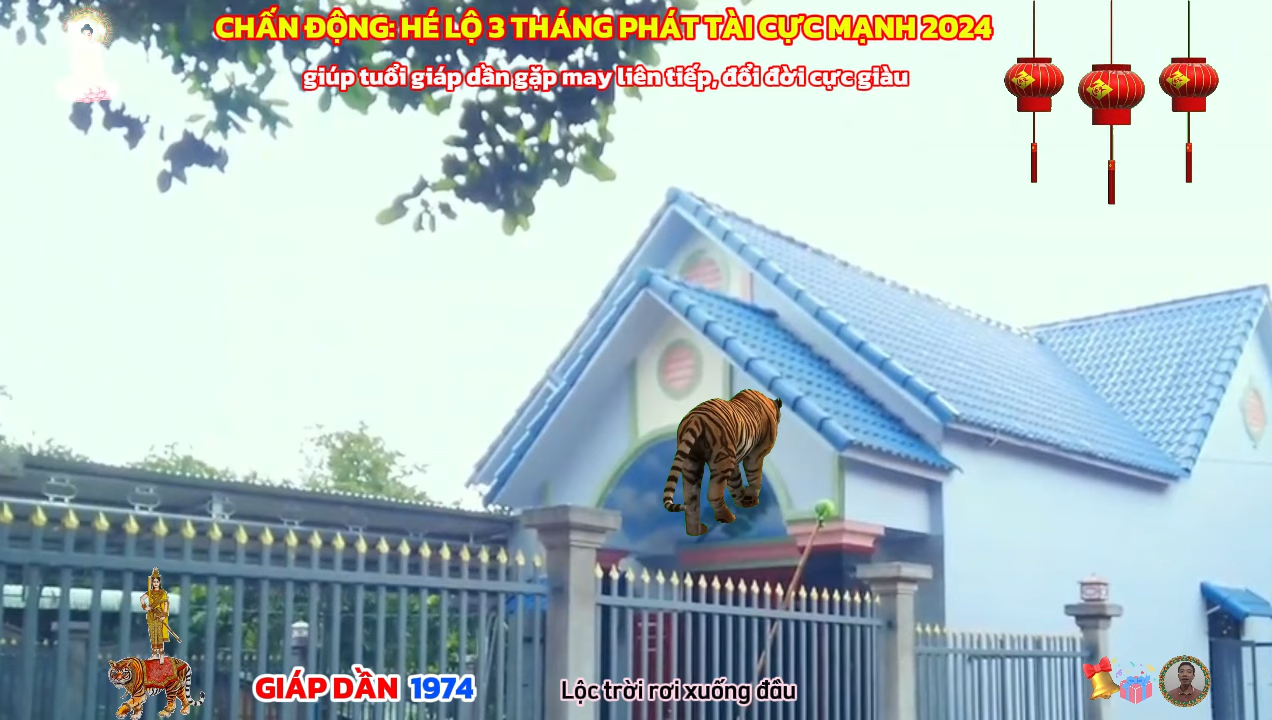 CHẤN ĐỘNG: HÉ LỘ 3 THÁNG PHÁT TÀI CỰC MẠNH 2024
giúp tuổi giáp dần gặp may liên tiếp, đổi đời cực giàu
GIÁP DẦN 1974
Lộc trời rơi xuống đầu